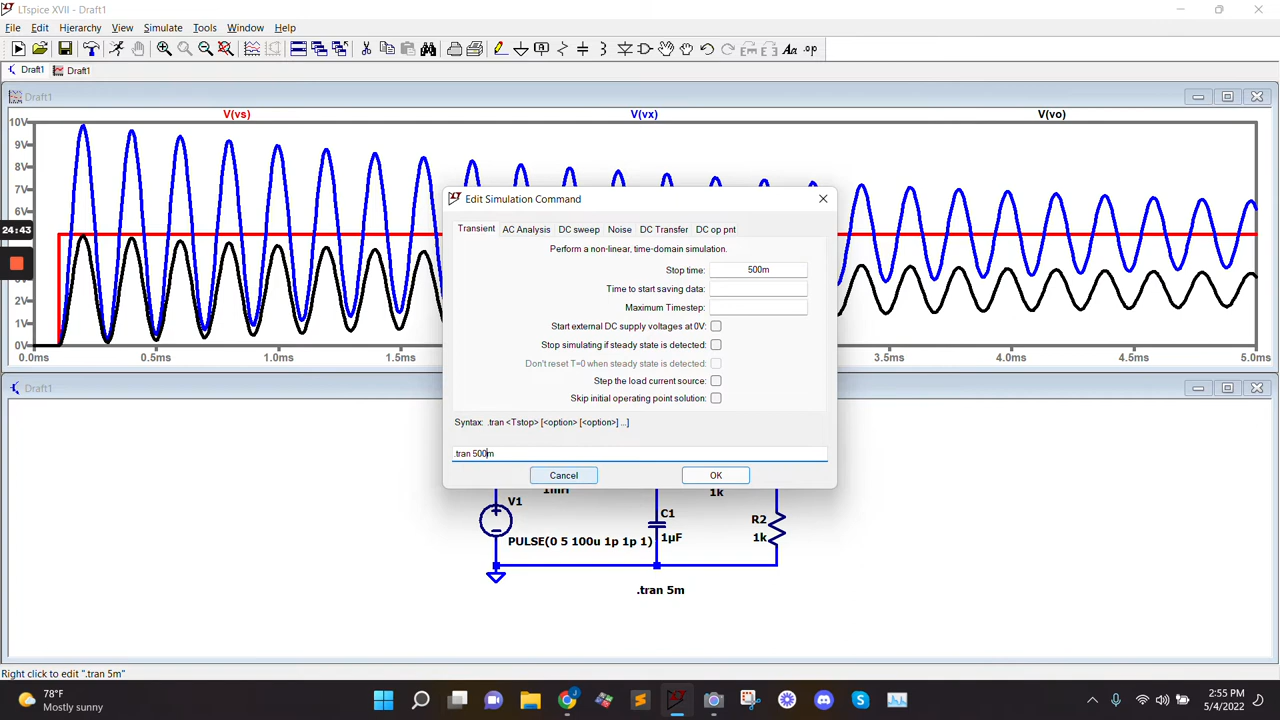 LTspice XVII - Draft1
File Edit Hierarchy View Simulate Tools Window Help
Draft1 Draft1
Draft1
V(vs) V(vx) V(vo)
10V
9V
8V
7V
6V
24:43
2V
1V
0V
0.0ms 0.5ms 1.0ms 1.5ms 3.5ms 4.0ms 4.5ms 5.0ms
Edit Simulation Command
Transient AC Analysis DC sweep Noise DC Transfer DC op pnt
Perform a non-linear, time-domain simulation.
Stop time: 500m
Time to start saving data:
Maximum Timestep:
Start external DC supply voltages at 0V:
Stop simulating if steady state is detected:
Don't reset T=0 when steady state is detected:
Step the load current source:
Skip initial operating point solution:
Syntax: .tran <Tstop> [<option> [<option>] ...]
.tran 500m
Cancel OK
Draft1
1mH 1k
V1
C1
1µF
R2
1k
PULSE(0 5 100u 1p 1p 1)
.tran 5m
Right click to edit ".tran 5m"
78°F
Mostly sunny
2:55 PM
5/4/2022